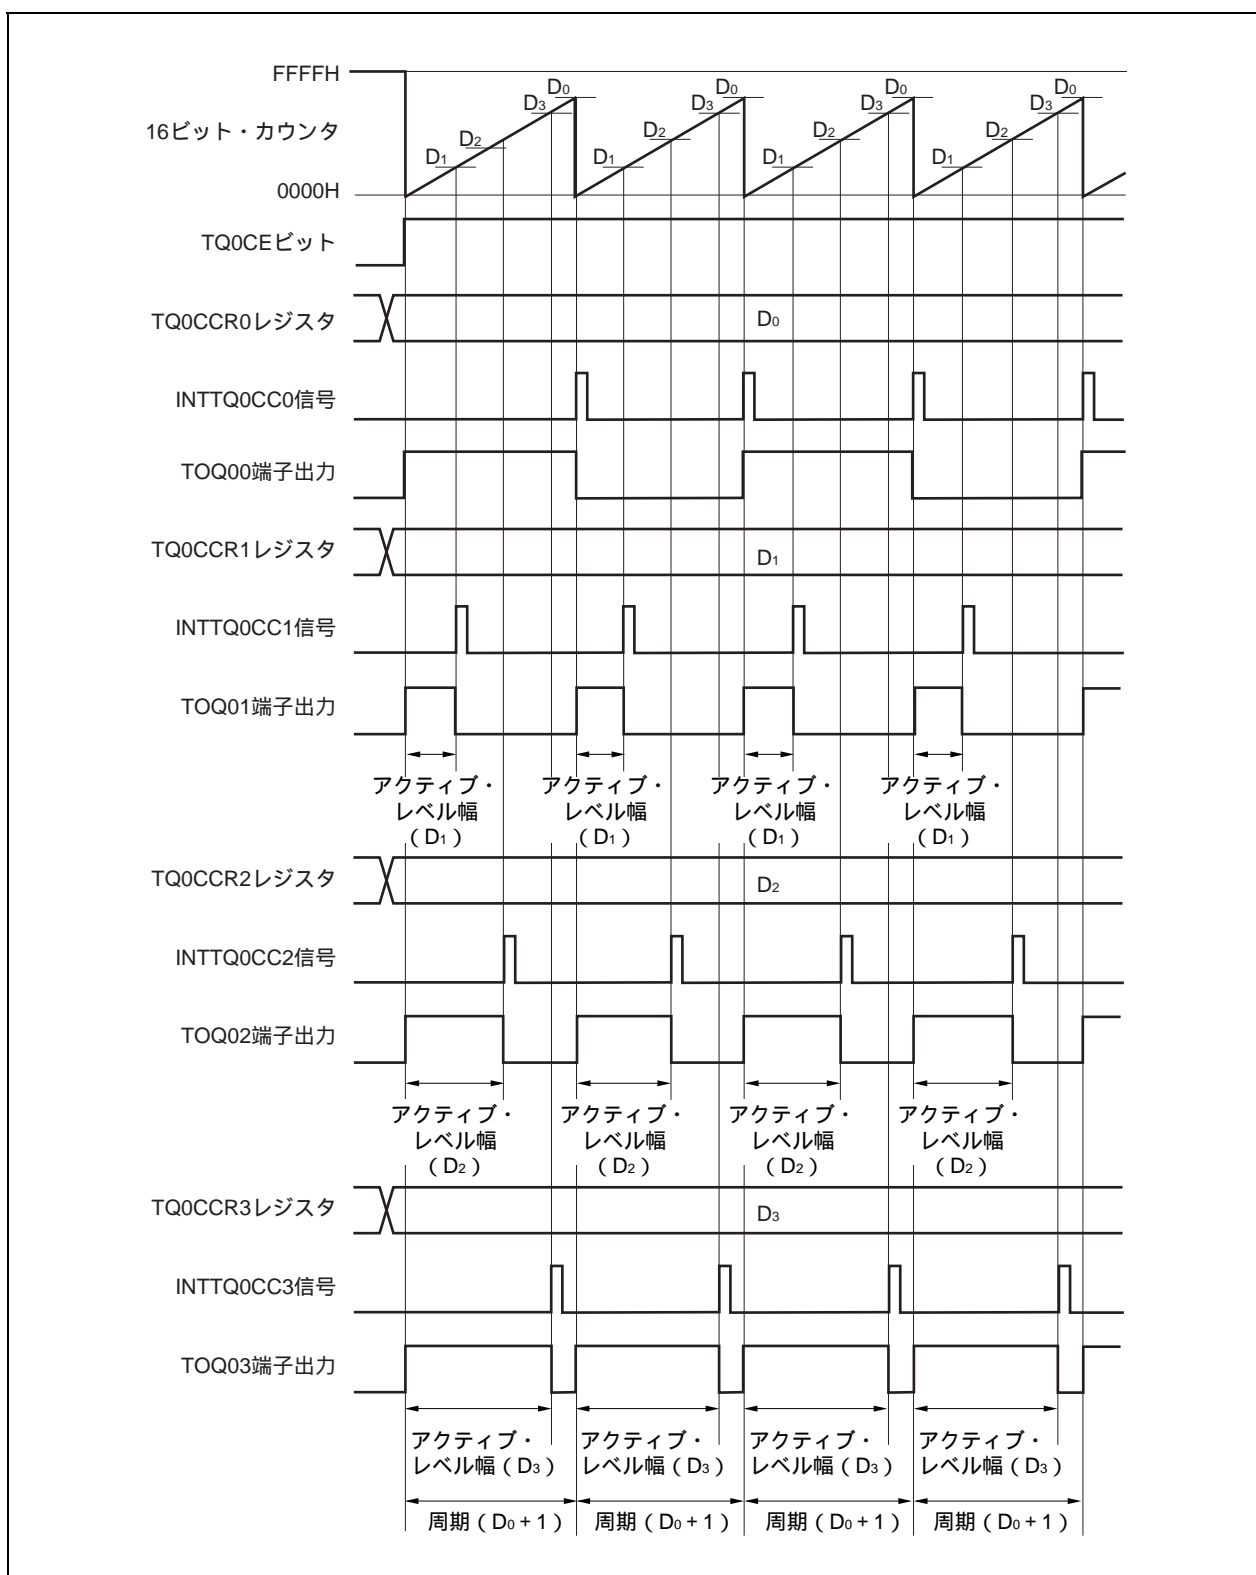 FFFFH
D0 D0 D0 D0
D3 D3 D3 D3
16ビット・カウンタ
D2 D2 D2 D2
D1 D1 D1 D1
0000H
TQ0CEビット
TQ0CCR0レジスタ D0
INTTQ0CC0信号
TOQ00端子出力
TQ0CCR1レジスタ D1
INTTQ0CC1信号
TOQ01端子出力
アクティブ・ アクティブ・ アクティブ・ アクティブ・
レベル幅 レベル幅 レベル幅 レベル幅
(D1) (D1) (D1) (D1)
TQ0CCR2レジスタ D2
INTTQ0CC2信号
TOQ02端子出力
アクティブ・ アクティブ・ アクティブ・ アクティブ・
レベル幅 レベル幅 レベル幅 レベル幅
(D2) (D2) (D2) (D2)
TQ0CCR3レジスタ D3
INTTQ0CC3信号
TOQ03端子出力
アクティブ・ アクティブ・ アクティブ・ アクティブ・
レベル幅(D3) レベル幅(D3) レベル幅(D3) レベル幅(D3)
周期(D0+1) 周期(D0+1) 周期(D0+1) 周期(D0+1)